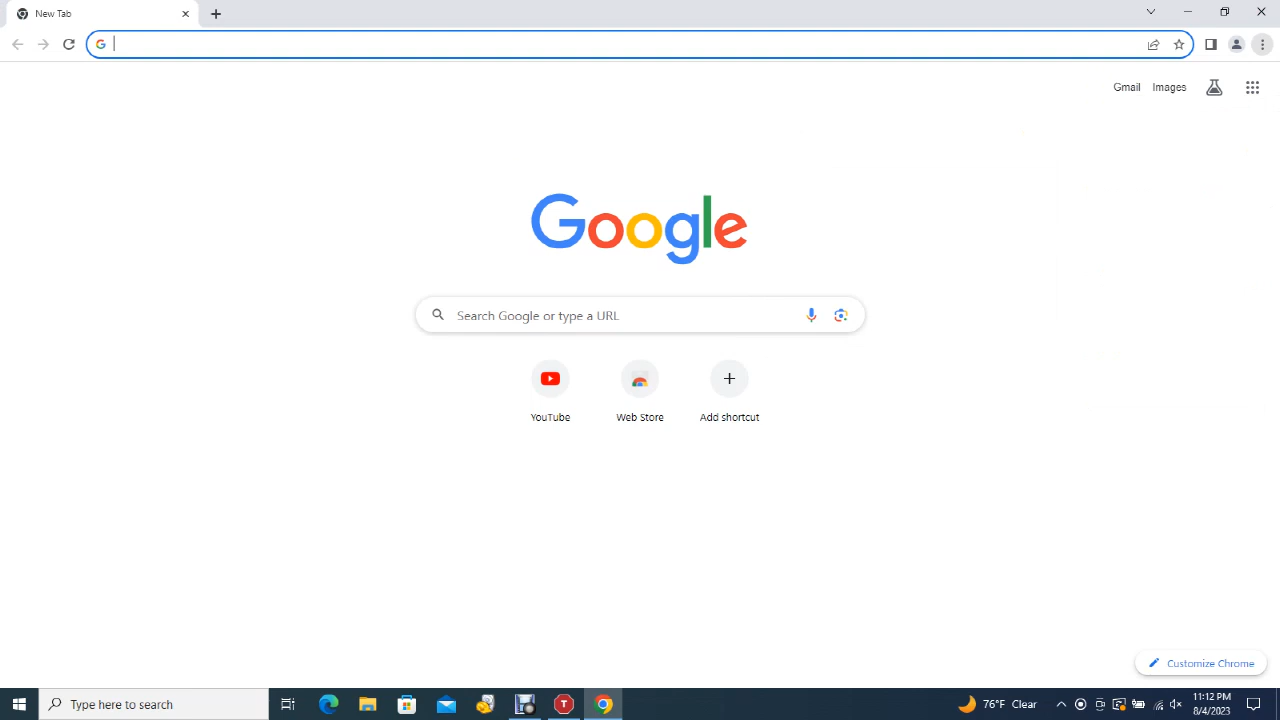 New Tab
Gmail Images
Google
Search Google or type a URL
YouTube Web Store Add shortcut
Customize Chrome
Type here to search
T
76°F Clear
11:12 PM
8/4/2023